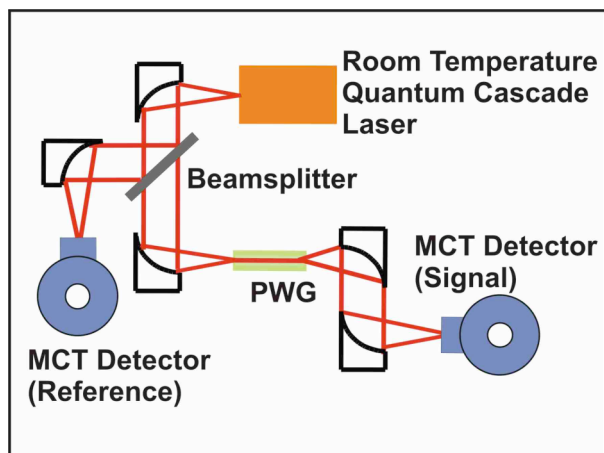 Room Temperature
Quantum Cascade
Laser
Beamsplitter
MCT Detector
(Signal)
PWG
MCT Detector
(Reference)